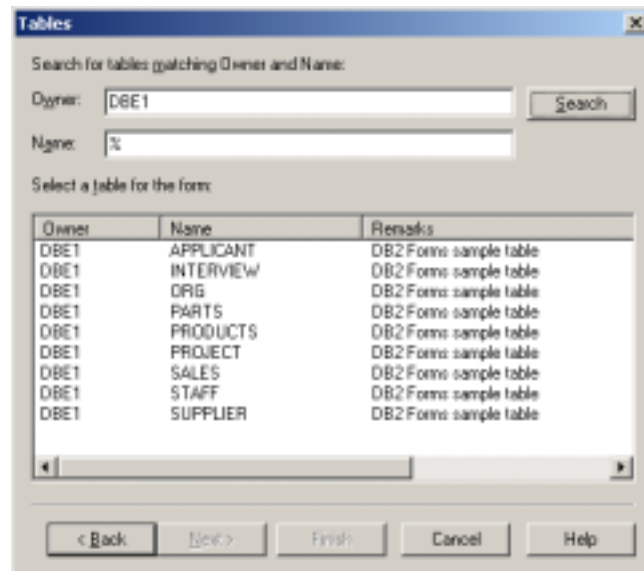 Tables
Search for tables matching Owner and Name:
Owner: DBE1 Search
Name: %
Select a table for the form:
Owner Name Remarks
DBE1 APPLICANT DB2 Forms sample table
DBE1 INTERVIEW DB2 Forms sample table
DBE1 ORG DB2 Forms sample table
DBE1 PARTS DB2 Forms sample table
DBE1 PRODUCTS DB2 Forms sample table
DBE1 PROJECT DB2 Forms sample table
DBE1 SALES DB2 Forms sample table
DBE1 STAFF DB2 Forms sample table
DBE1 SUPPLIER DB2 Forms sample table
< Back Next > Finish Cancel Help